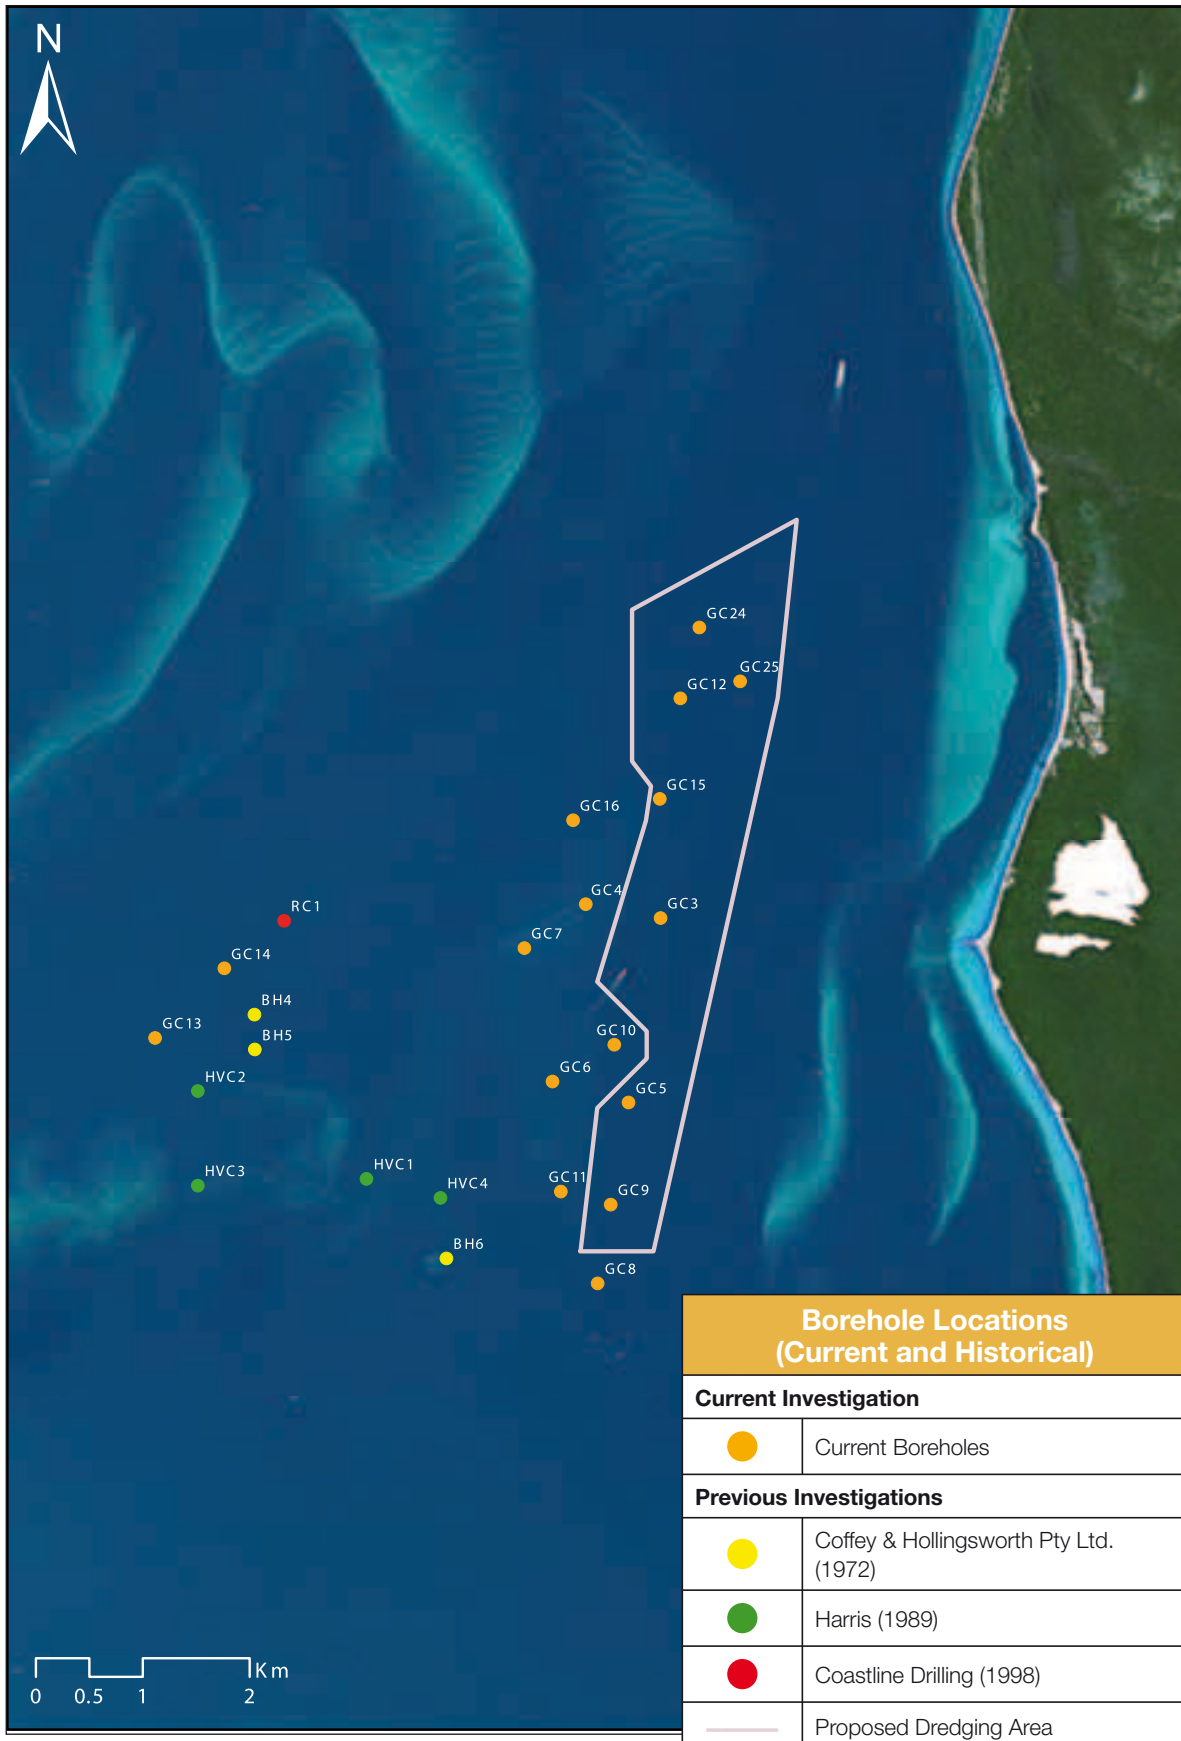 N
GC24
GC25
GC12
GC15
GC16
GC4
GC3
RC1
GC7
GC14
BH4
GC13
BH5
GC10
HVC2
GC6
GC5
HVC3
HVC1
GC11
HVC4
GC9
BH6
GC8
Borehole Locations
(Current and Historical)
Current Investigation
Current Boreholes
Previous Investigations
Coffey & Hollingsworth Pty Ltd.
(1972)
Harris (1989)
Coastline Drilling (1998)
Proposed Dredging Area
Km
0 0.5 1 2